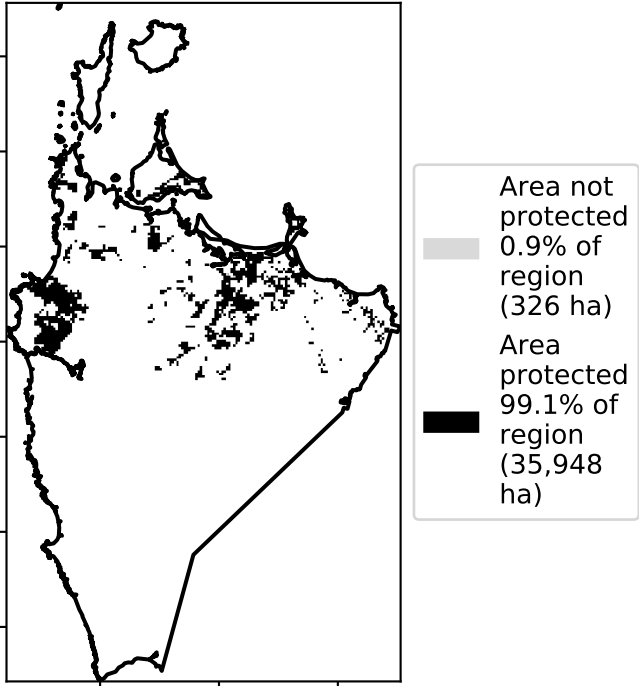 Area not
protected
0.9% of
region
(326 ha)
Area
protected
99.1% of
region
(35,948
ha)